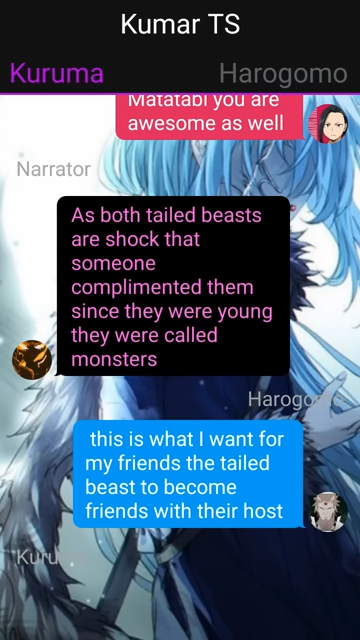 Kumar TS
Kuruma Harogomo
Matatabi you are
awesome as well
Narrator
As both tailed beasts
are shock that
someone
complimented them
since they were young
they were called
monsters
Harogomo
this is what I want for
my friends the tailed
beast to become
friends with their host
Kuruma